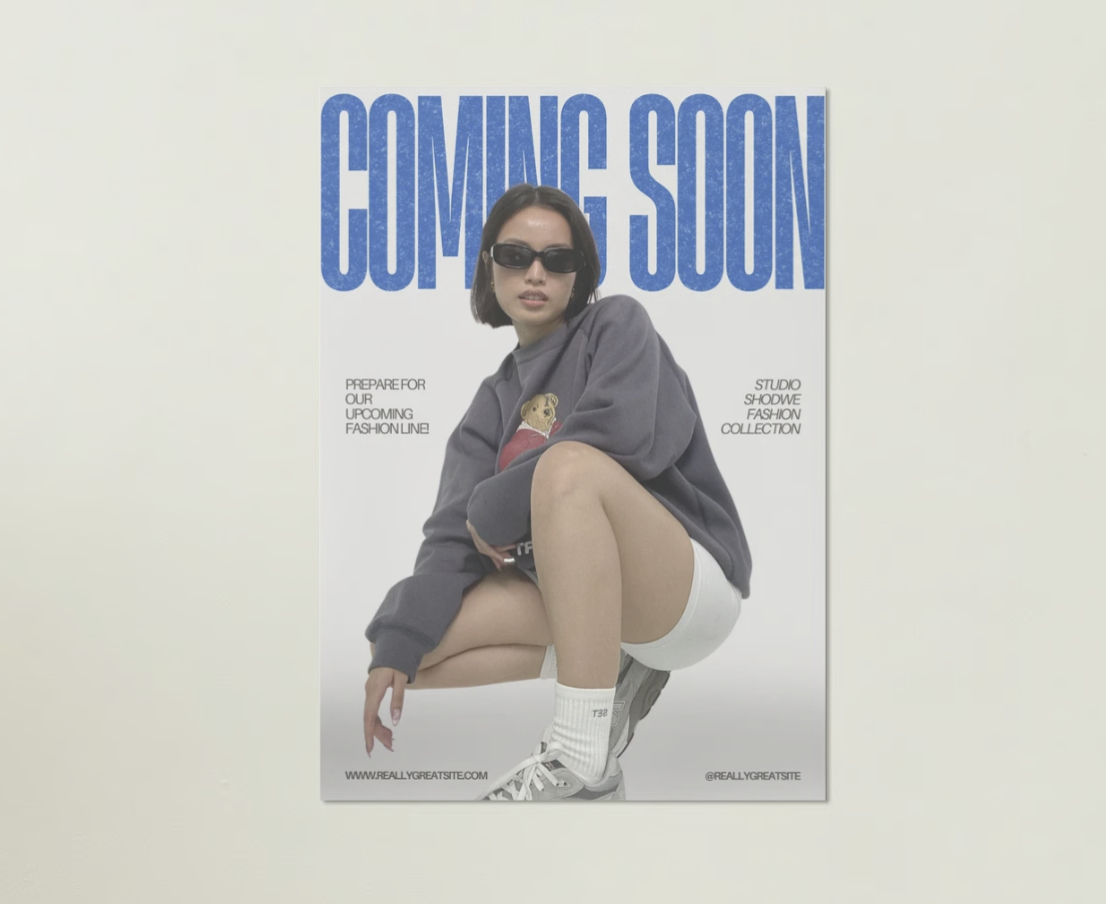 COMING SOON
PREPARE FOR
OUR
UPCOMING
FASHION LINE!
STUDIO
SHODWE
FASHION
COLLECTION
WWW.REALLYGREATSITE.COM
@REALLYGREATSITE